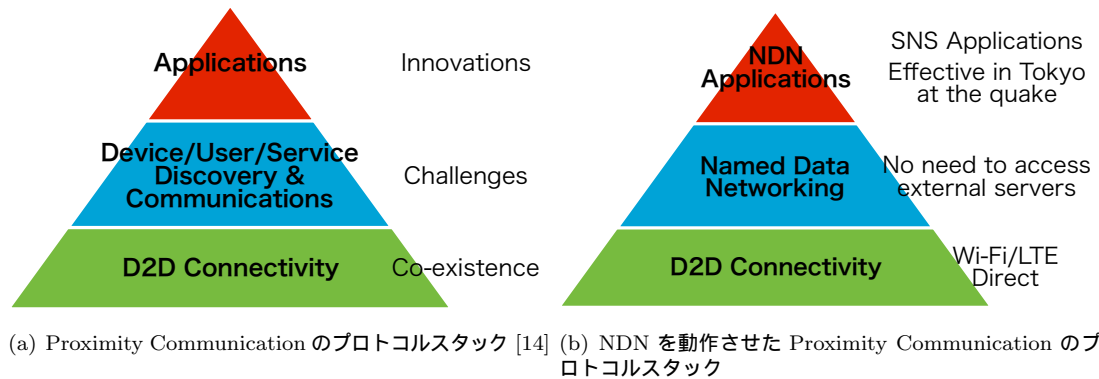 Applications
Innovations
Device/User/Service
Discovery &
Communications
Challenges
D2D Connectivity
Co-existence
NDN
Applications
SNS Applications
Effective in Tokyo
at the quake
Named Data
Networking
No need to access
external servers
D2D Connectivity
Wi-Fi/LTE
Direct
(a) Proximity Communication のプロトコルスタック [14]
(b) NDN を動作させた Proximity Communication のプ
ロトコルスタック